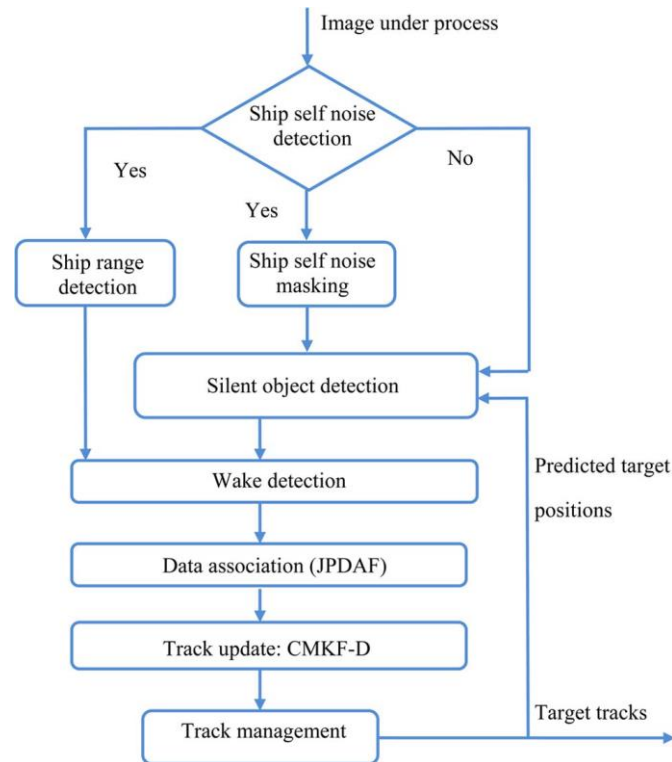 Image under process
Ship self noise
detection
Yes
No
Yes
Ship range
detection
Ship self noise
masking
Silent object detection
Predicted target
positions
Wake detection
Data association (JPDAF)
Track update: CMKF-D
Target tracks
Track management